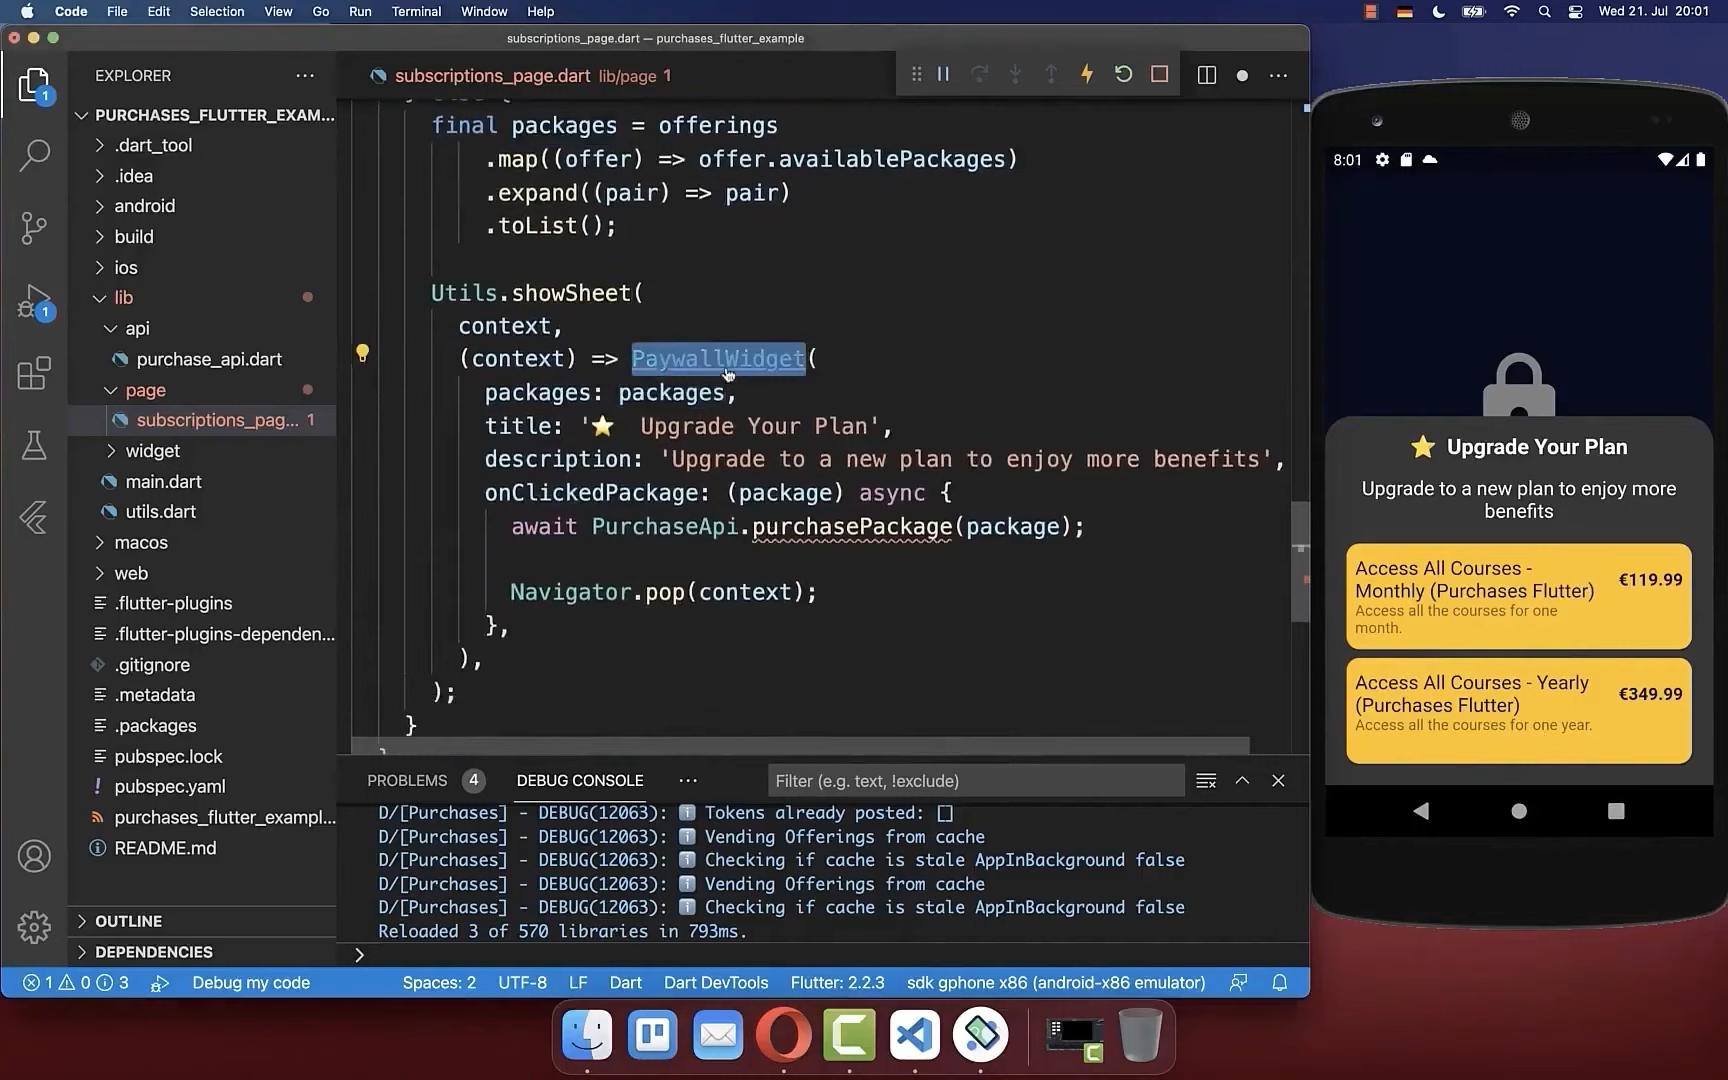 Code File Edit Selection View Go Run Terminal Window Help
Wed 21. Jul 20:01
subscriptions_page.dart — purchases_flutter_example
EXPLORER
PURCHASES_FLUTTER_EXAM...
.dart_tool
.idea
android
build
ios
lib
api
purchase_api.dart
page
subscriptions_pag... 1
widget
main.dart
utils.dart
macos
web
.flutter-plugins
.flutter-plugins-dependen...
.gitignore
.metadata
.packages
pubspec.lock
pubspec.yaml
purchases_flutter_exampl...
README.md
OUTLINE
DEPENDENCIES
1
1
subscriptions_page.dart lib/page 1
final packages = offerings
.map((offer) => offer.availablePackages)
.expand((pair) => pair)
.toList();
Utils.showSheet(
context,
(context) => PaywallWidget(
packages: packages,
title: '⭐ Upgrade Your Plan',
description: 'Upgrade to a new plan to enjoy more benefits',
onClickedPackage: (package) async {
await PurchaseApi.purchasePackage(package);
Navigator.pop(context);
},
),
);
}
PROBLEMS 4 DEBUG CONSOLE
Filter (e.g. text, !exclude)
D/[Purchases] - DEBUG(12063): ℹ️ Tokens already posted: []
D/[Purchases] - DEBUG(12063): ℹ️ Vending Offerings from cache
D/[Purchases] - DEBUG(12063): ℹ️ Checking if cache is stale AppInBackground false
D/[Purchases] - DEBUG(12063): ℹ️ Vending Offerings from cache
D/[Purchases] - DEBUG(12063): ℹ️ Checking if cache is stale AppInBackground false
Reloaded 3 of 570 libraries in 793ms.
1 0 3 Debug my code Spaces: 2 UTF-8 LF Dart Dart DevTools Flutter: 2.2.3 sdk gphone x86 (android-x86 emulator)
8:01
⭐ Upgrade Your Plan
Upgrade to a new plan to enjoy more
benefits
Access All Courses -
Monthly (Purchases Flutter)
€119.99
Access all the courses for one
month.
Access All Courses - Yearly
(Purchases Flutter)
€349.99
Access all the courses for one year.